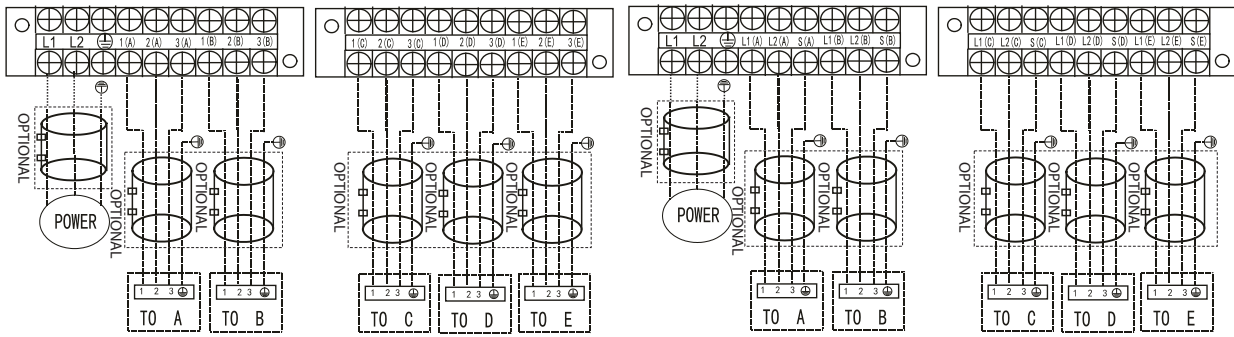 L1 L2 1(A) 2(A) 3(A) 1(B) 2(B) 3(B)
OPTIONAL
POWER
OPTIONAL
OPTIONAL
1 2 3
TO A
1 2 3
TO B
1(C) 2(C) 3(C) 1(D) 2(D) 3(D) 1(E) 2(E) 3(E)
OPTIONAL
OPTIONAL
OPTIONAL
1 2 3
TO C
1 2 3
TO D
1 2 3
TO E
L1 L2 L1(A) L2(A) S(A) L1(B) L2(B) S(B)
OPTIONAL
POWER
OPTIONAL
OPTIONAL
1 2 3
TO A
1 2 3
TO B
L1(C) L2(C) S(C) L1(D) L2(D) S(D) L1(E) L2(E) S(E)
OPTIONAL
OPTIONAL
OPTIONAL
1 2 3
TO C
1 2 3
TO D
1 2 3
TO E